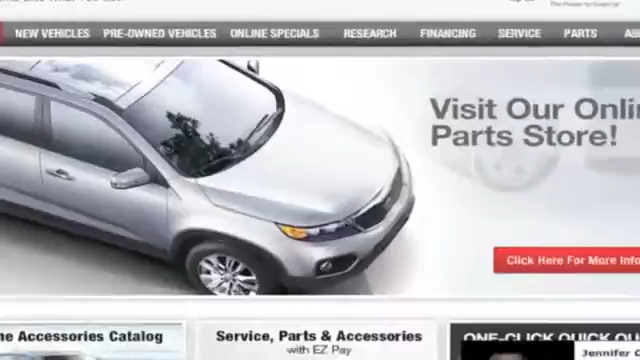 NEW VEHICLES PRE-OWNED VEHICLES ONLINE SPECIALS RESEARCH FINANCING SERVICE PARTS AB
Visit Our Onli
Parts Store!
Click Here For More Info
ne Accessories Catalog
Service, Parts & Accessories
with EZ Pay
ONE-CLICK QUICK QU
Jennifer C